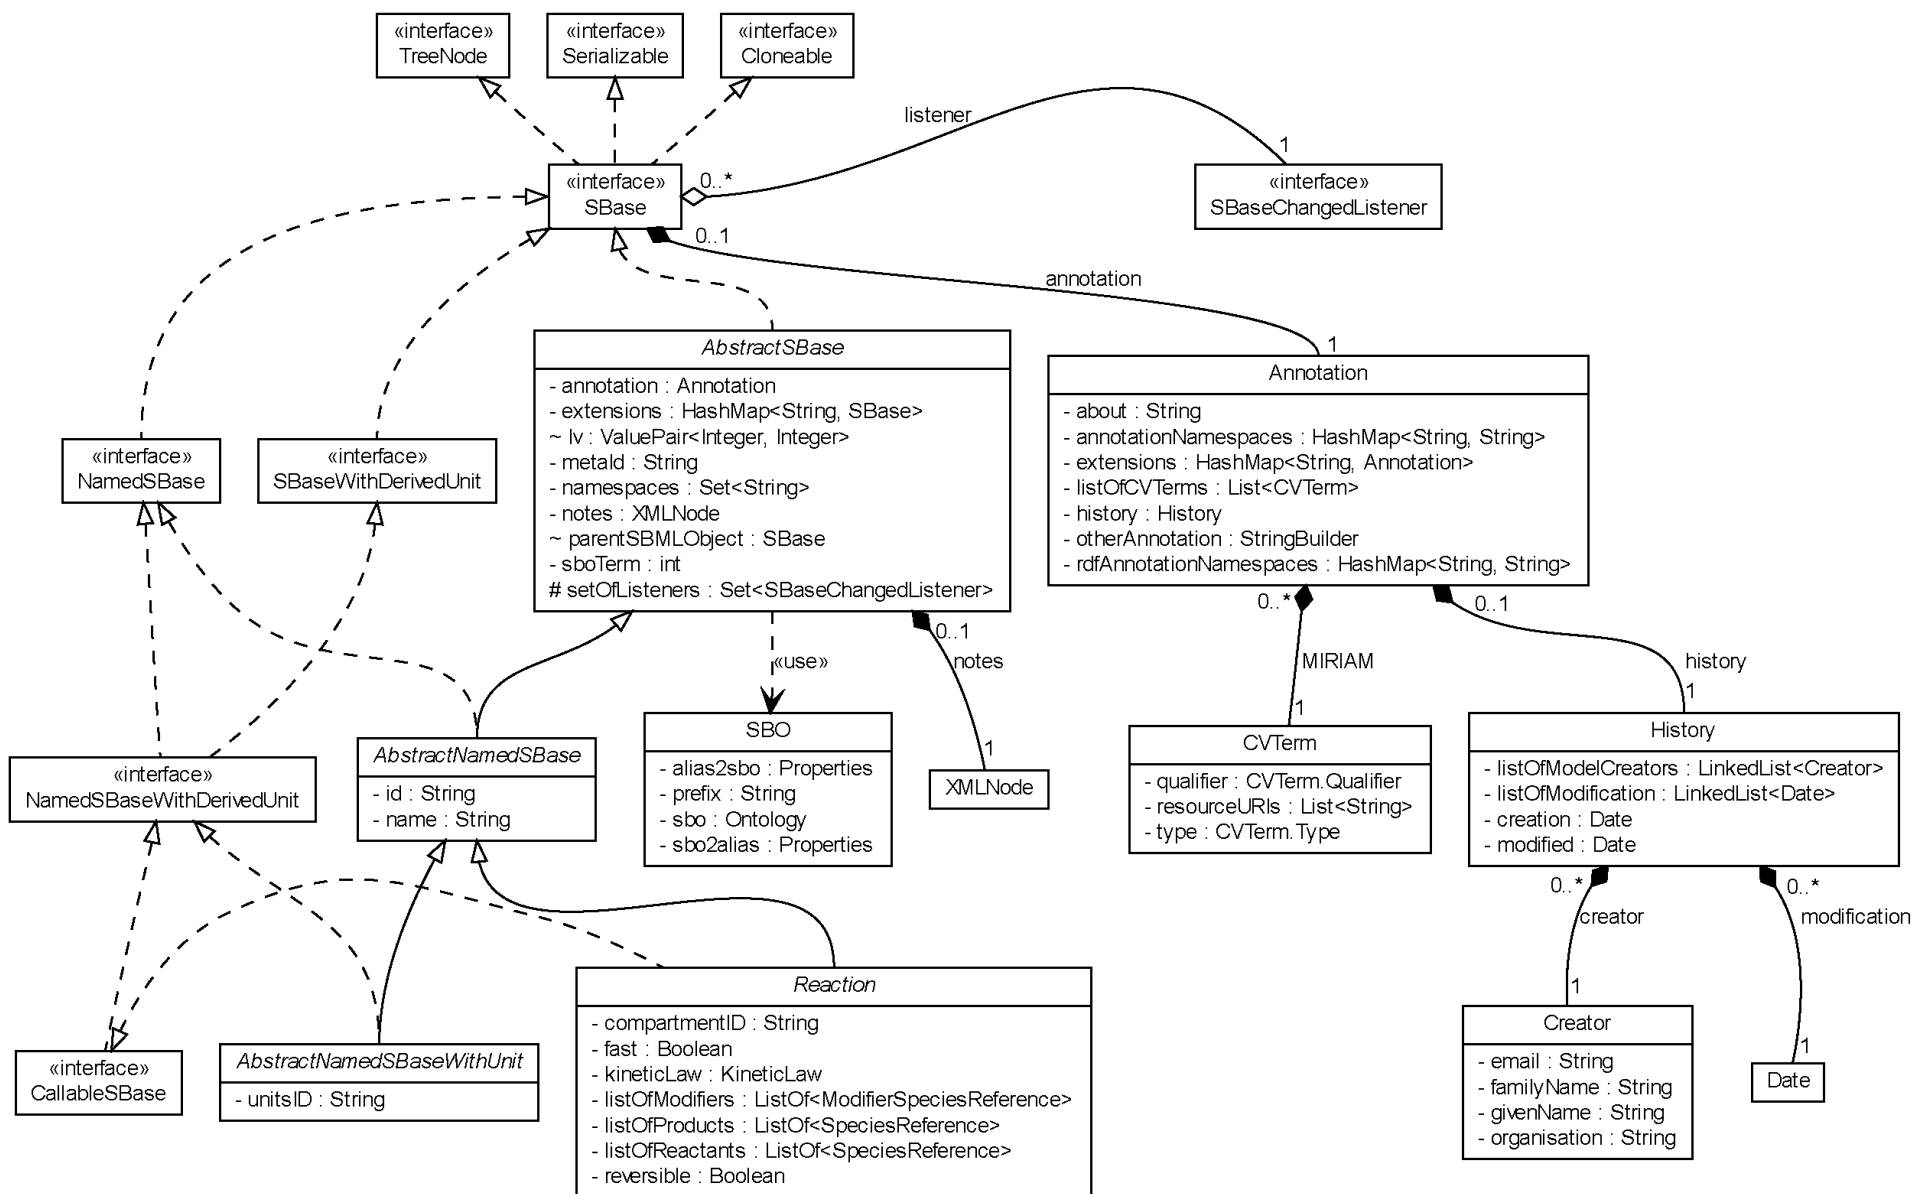 «interface»
TreeNode
«interface»
Serializable
«interface»
Cloneable
listener
1
«interface»
SBase
0..*
«interface»
SBaseChangedListener
0..1
annotation
1
AbstractSBase
- annotation : Annotation
- extensions : HashMap<String, SBase>
~ lv : ValuePair<Integer, Integer>
- metaId : String
- namespaces : Set<String>
- notes : XMLNode
~ parentSBMLObject : SBase
- sboTerm : int
# setOfListeners : Set<SBaseChangedListener>
Annotation
- about : String
- annotationNamespaces : HashMap<String, String>
- extensions : HashMap<String, Annotation>
- listOfCVTerms : List<CVTerm>
- history : History
- otherAnnotation : StringBuilder
- rdfAnnotationNamespaces : HashMap<String, String>
«interface»
NamedSBase
«interface»
SBaseWithDerivedUnit
0..*
0..1
0..1
«use»
notes
MIRIAM
history
1
1
1
«interface»
NamedSBaseWithDerivedUnit
AbstractNamedSBase
- id : String
- name : String
SBO
- alias2sbo : Properties
- prefix : String
- sbo : Ontology
- sbo2alias : Properties
XMLNode
CVTerm
- qualifier : CVTerm.Qualifier
- resourceURIs : List<String>
- type : CVTerm.Type
History
- listOfModelCreators : LinkedList<Creator>
- listOfModification : LinkedList<Date>
- creation : Date
- modified : Date
0..*
0..*
creator
modification
1
1
«interface»
CallableSBase
AbstractNamedSBaseWithUnit
- unitsID : String
Reaction
- compartmentID : String
- fast : Boolean
- kineticLaw : KineticLaw
- listOfModifiers : ListOf<ModifierSpeciesReference>
- listOfProducts : ListOf<SpeciesReference>
- listOfReactants : ListOf<SpeciesReference>
- reversible : Boolean
Creator
- email : String
- familyName : String
- givenName : String
- organisation : String
Date